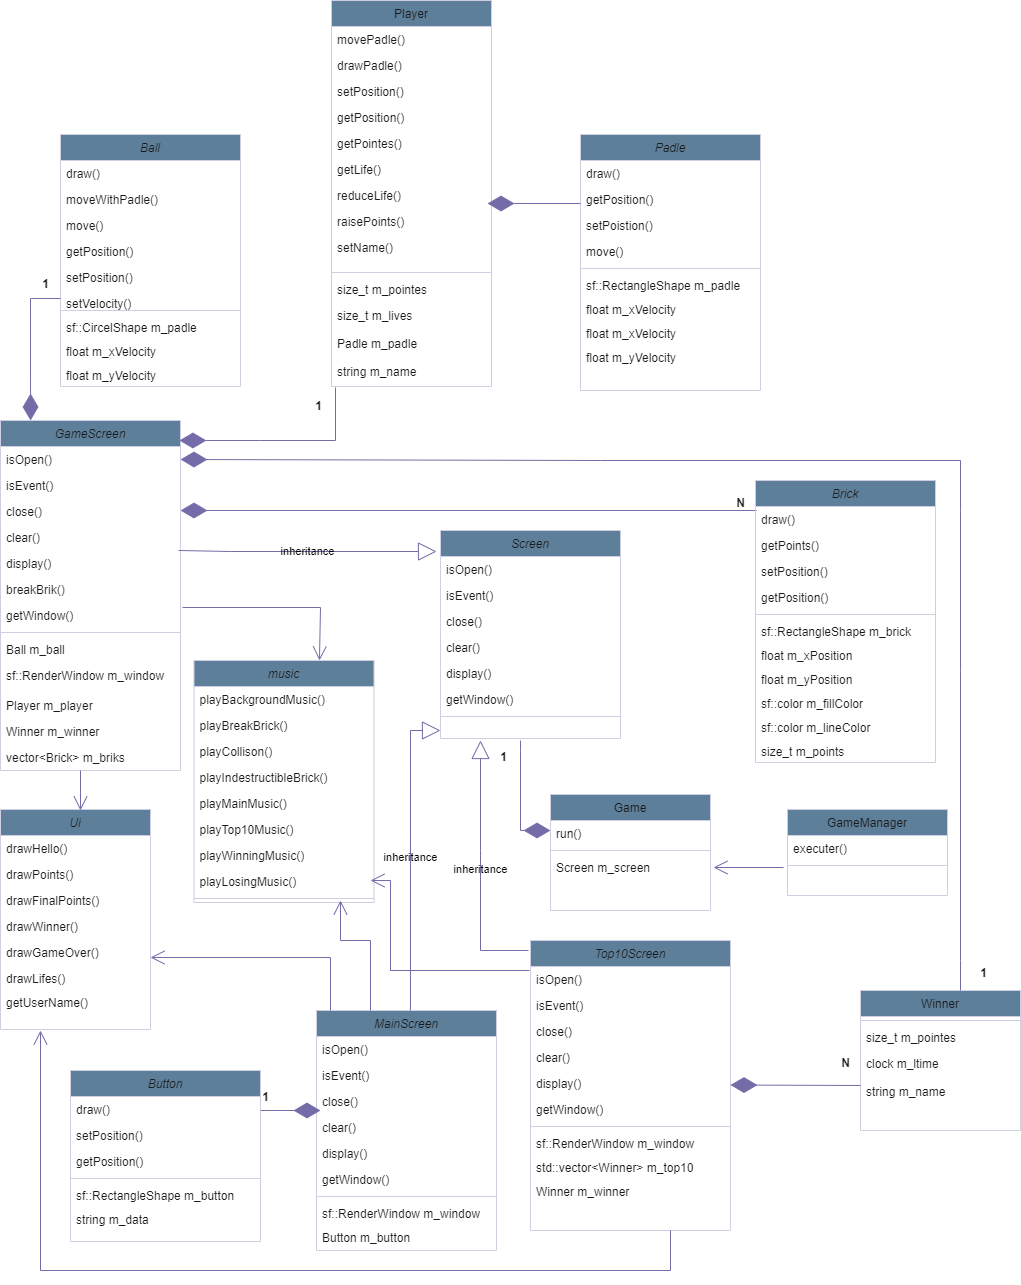 Player
movePadle()
drawPadle()
setPosition()
getPosition()
getPointes()
getLife()
reduceLife()
raisePoints()
setName()
size_t m_pointes
size_t m_lives
Padle m_padle
string m_name
Ball
draw()
moveWithPadle()
move()
getPosition()
setPosition()
setVelocity()
sf::CircelShape m_padle
float m_xVelocity
float m_yVelocity
Padle
draw()
getPosition()
setPoistion()
move()
sf::RectangleShape m_padle
float m_xVelocity
float m_xVelocity
float m_yVelocity
1
1
GameScreen
isOpen()
isEvent()
close()
clear()
display()
breakBrik()
getWindow()
Ball m_ball
sf::RenderWindow m_window
Player m_player
Winner m_winner
vector<Brick> m_briks
N
Brick
draw()
getPoints()
setPosition()
getPosition()
sf::RectangleShape m_brick
float m_xPosition
float m_yPosition
sf::color m_fillColor
sf::color m_lineColor
size_t m_points
inheritance
Screen
isOpen()
isEvent()
close()
clear()
display()
getWindow()
music
playBackgroundMusic()
playBreakBrick()
playCollison()
playIndestructibleBrick()
playMainMusic()
playTop10Music()
playWinningMusic()
playLosingMusic()
1
Game
run()
Screen m_screen
GameManager
executer()
Ui
drawHello()
drawPoints()
drawFinalPoints()
drawWinner()
drawGameOver()
drawLifes()
getUserName()
inheritance
inheritance
Top10Screen
isOpen()
isEvent()
close()
clear()
display()
getWindow()
sf::RenderWindow m_window
std::vector<Winner> m_top10
Winner m_winner
1
N
Winner
size_t m_pointes
clock m_ltime
string m_name
MainScreen
isOpen()
isEvent()
close()
clear()
display()
getWindow()
sf::RenderWindow m_window
Button m_button
1
Button
draw()
setPosition()
getPosition()
sf::RectangleShape m_button
string m_data